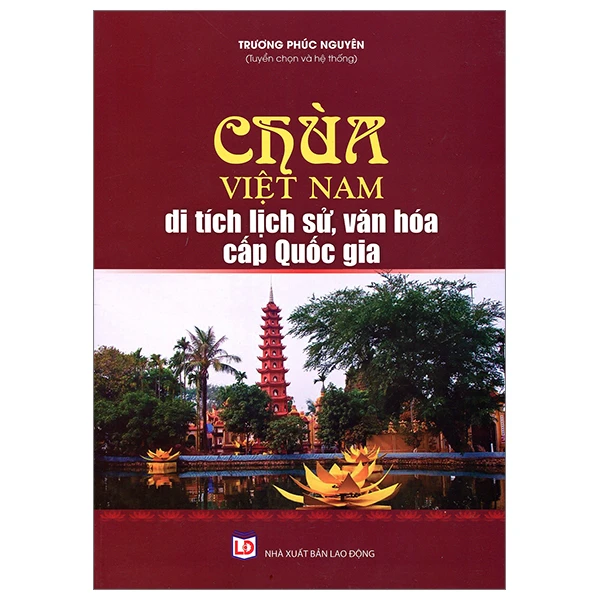 TRƯƠNG PHÚC NGUYÊN
(Tuyển chọn và hệ thống)
CHÙA
VIỆT NAM
di tích lịch sử, văn hóa
cấp Quốc gia
LĐ
NHÀ XUẤT BẢN LAO ĐỘNG